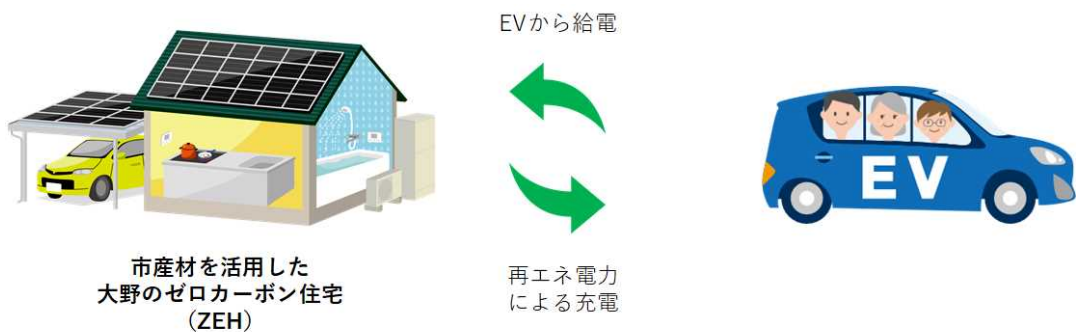 EVから給電
EV
市産材を活用した
大野のゼロカーボン住宅
（ZEH）
再エネ電力
による充電